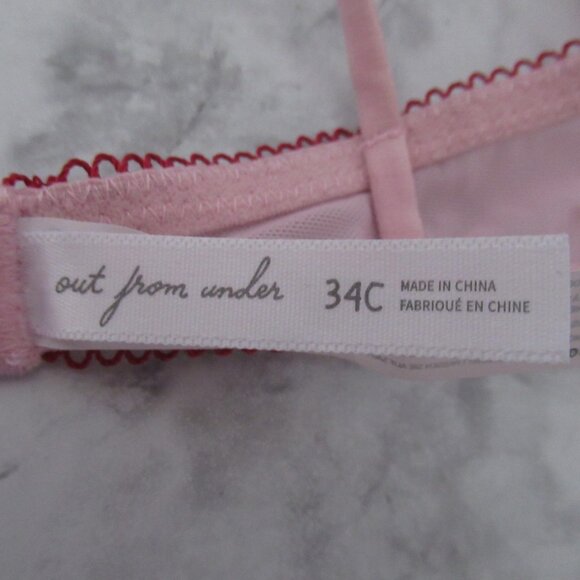 out from under 34C MADE IN CHINA
FABRIQUÉ EN CHINE